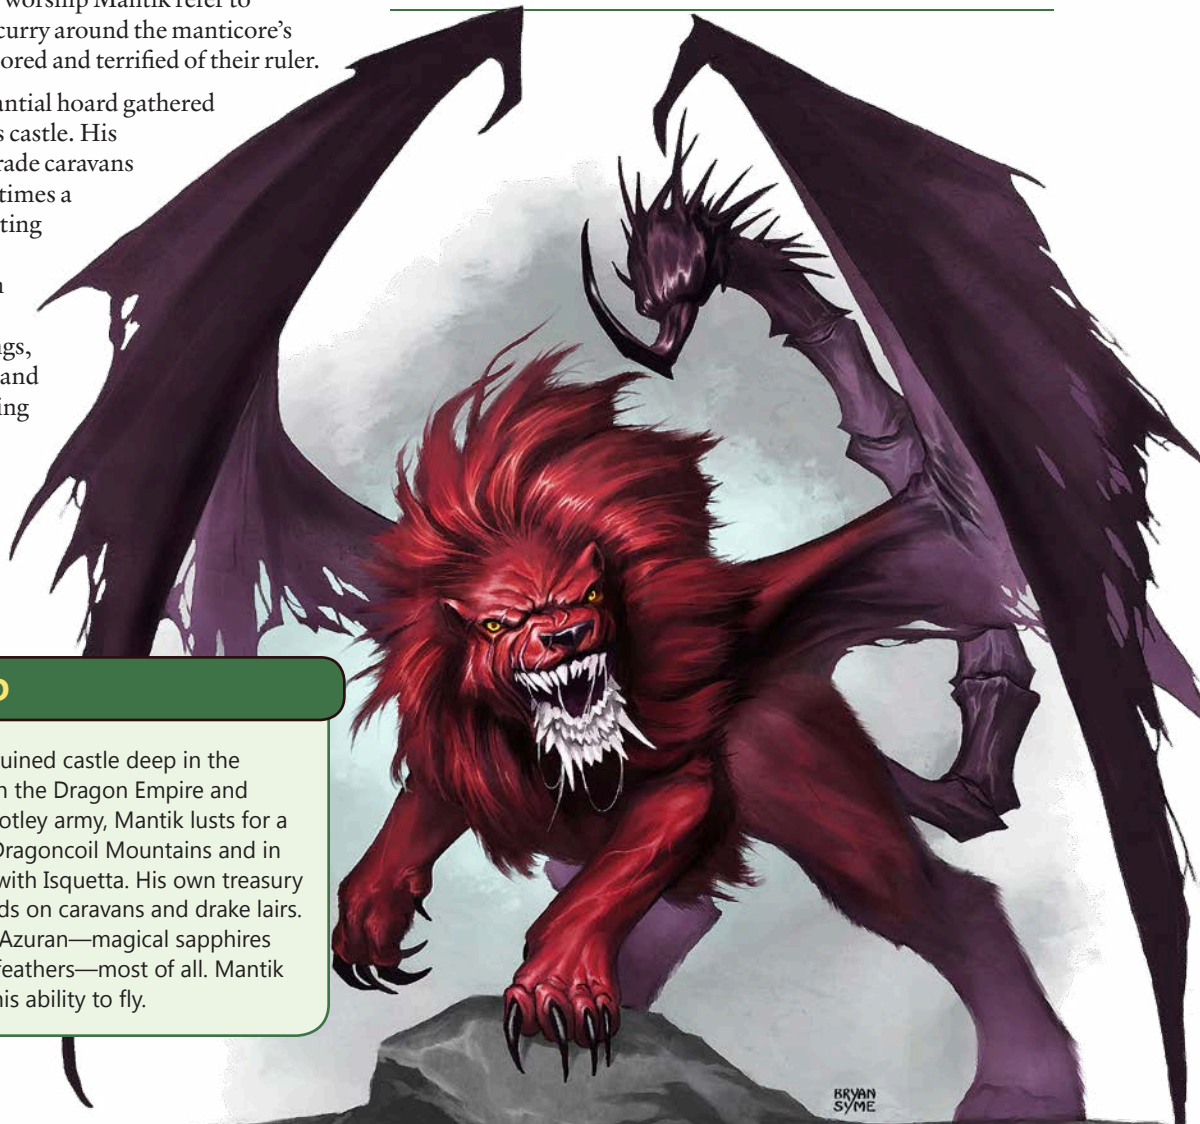 worship Mantik refer to
curry around the manticore's
ored and terrified of their ruler.
antial hoard gathered
s castle. His
rade caravans
times a
ting
n
gs,
and
ing
o
uined castle deep in the
n the Dragon Empire and
otley army, Mantik lusts for a
Dragoncoil Mountains and in
with Isquetta. His own treasury
ds on caravans and drake lairs.
Azuran—magical sapphires
feathers—most of all. Mantik
his ability to fly.
BRYAN
SYME